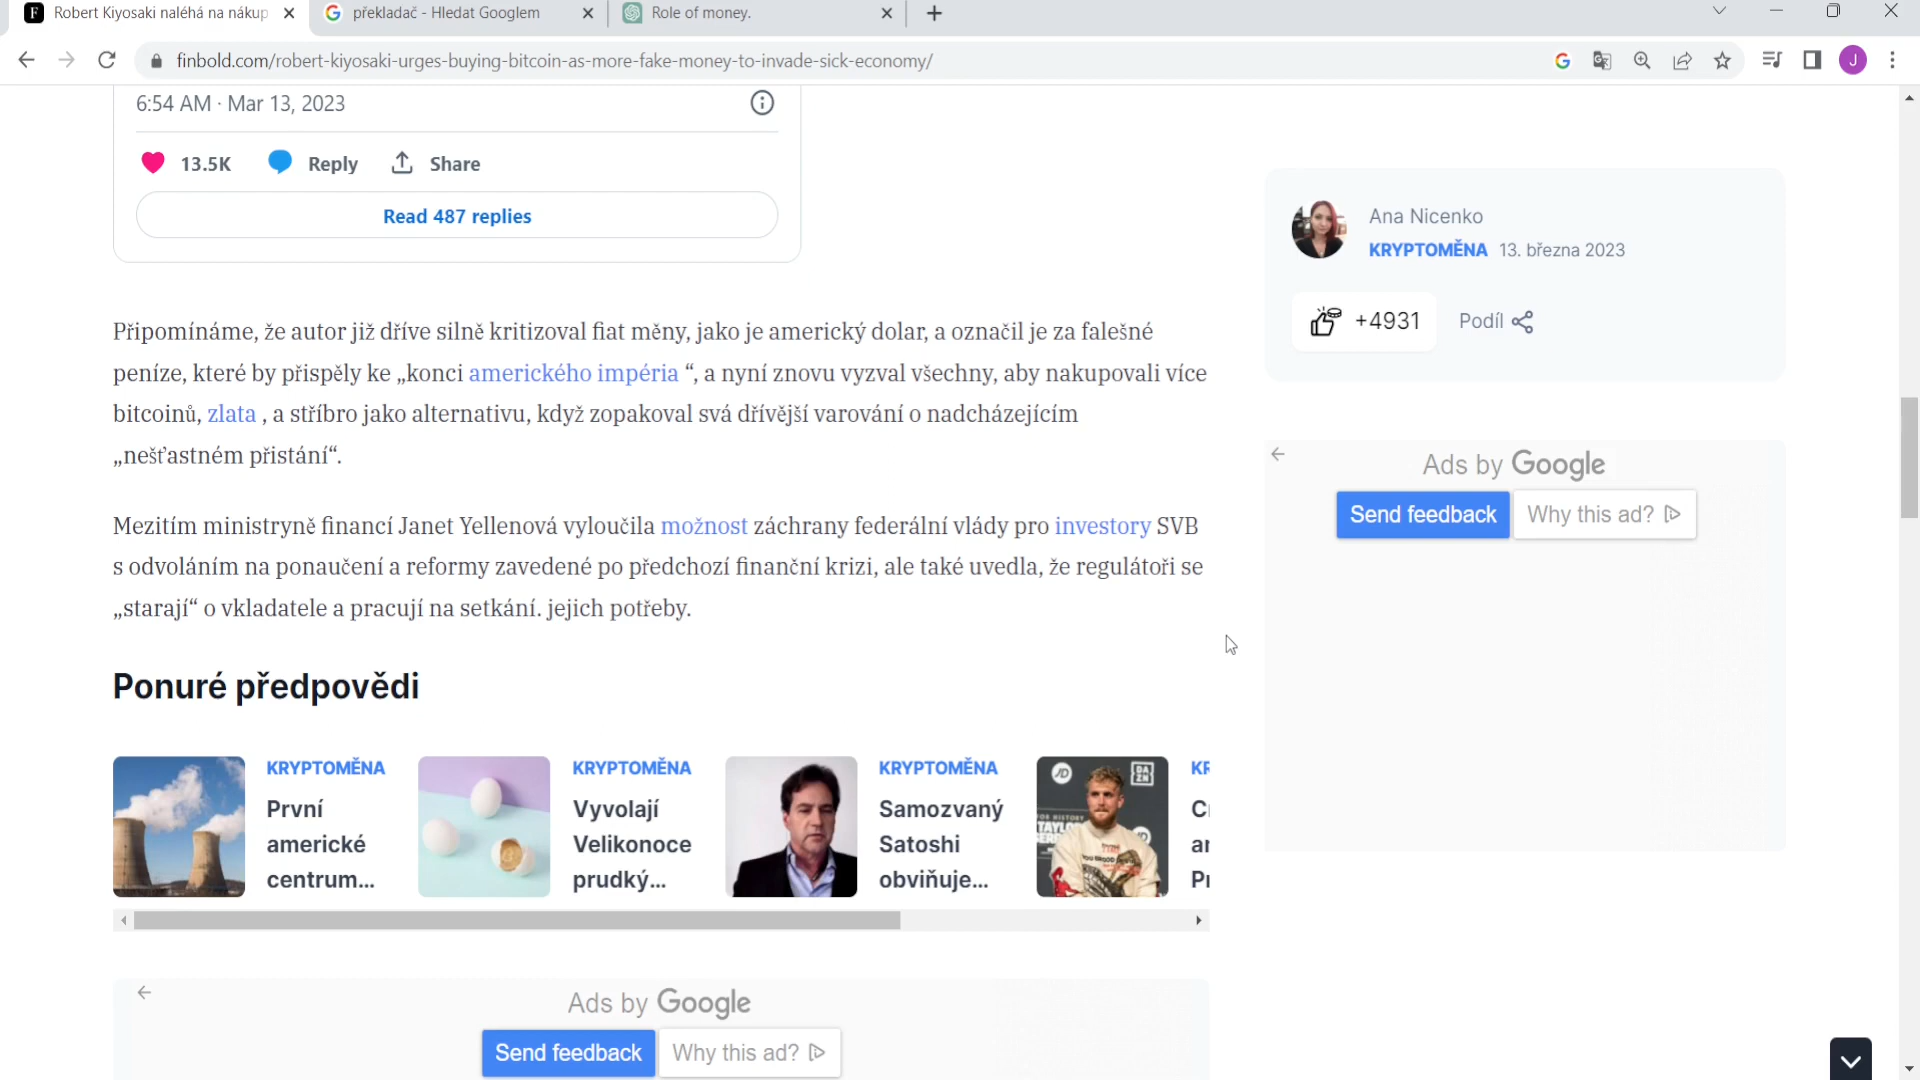 Robert Kiyosaki naléhá na nákup
překladač - Hledat Googlem
Role of money.
finbold.com/robert-kiyosaki-urges-buying-bitcoin-as-more-fake-money-to-invade-sick-economy/
J
6:54 AM · Mar 13, 2023
13.5K Reply Share
Read 487 replies
Připomínáme, že autor již dříve silně kritizoval fiat měny, jako je americký dolar, a označil je za falešné
peníze, které by přispěly ke „konci amerického impéria “, a nyní znovu vyzval všechny, aby nakupovali více
bitcoinů, zlata , a stříbro jako alternativu, když zopakoval svá dřívější varování o nadcházejícím
„nešťastném přistání“.
Mezitím ministryně financí Janet Yellenová vyloučila možnost záchrany federální vlády pro investory SVB
s odvoláním na ponaučení a reformy zavedené po předchozí finanční krizi, ale také uvedla, že regulátoři se
„starají“ o vkladatele a pracují na setkání. jejich potřeby.
Ponuré předpovědi
KRYPTOMĚNA
První
americké
centrum...
KRYPTOMĚNA
Vyvolají
Velikonoce
prudký...
KRYPTOMĚNA
Samozvaný
Satoshi
obviňuje...
JD
DA
ZN
KF
Ads by Google
Send feedback Why this ad?
Ana Nicenko
KRYPTOMĚNA 13. března 2023
+4931 Podíl
Ads by Google
Send feedback Why this ad?